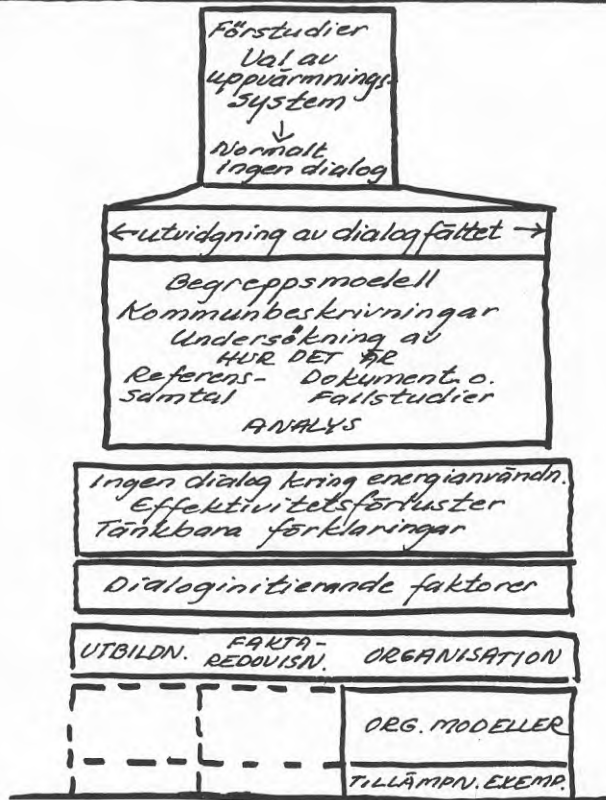 Förstudier
Val av
uppvärmnings-
system
↓
Normalt
ingen dialog
← utvidgning av dialogfältet →
Begreppsmodell
Kommunbeskrivningar
Undersökning av
HUR DET ÄR
Referens- Dokument. o.
samtal Fallstudier
ANALYS
Ingen dialog kring energianvändn.
Effektivitetsförluster
Tänkbara förklaringar
Dialoginitierande faktorer
UTBILDN. FAKTA- ORGANISATION
REDOVISN.
ORG. MODELLER
TILLÄMPN. EXEMP.